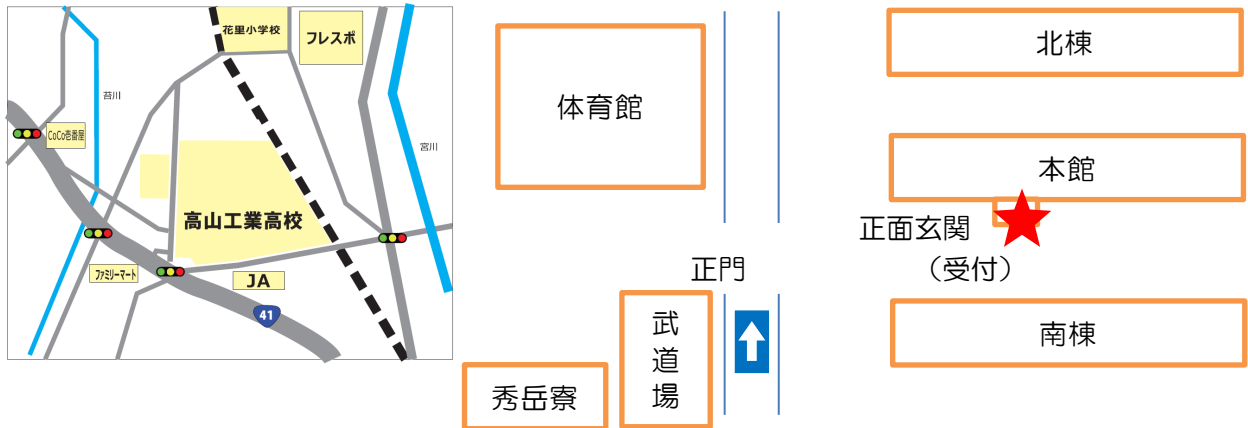 花里小学校
フレスポ
苔川
CoCo壱番屋
宮川
高山工業高校
ファミリーマート
JA
41
体育館
正門
武道場
秀岳寮
北棟
本館
正面玄関
（受付）
南棟